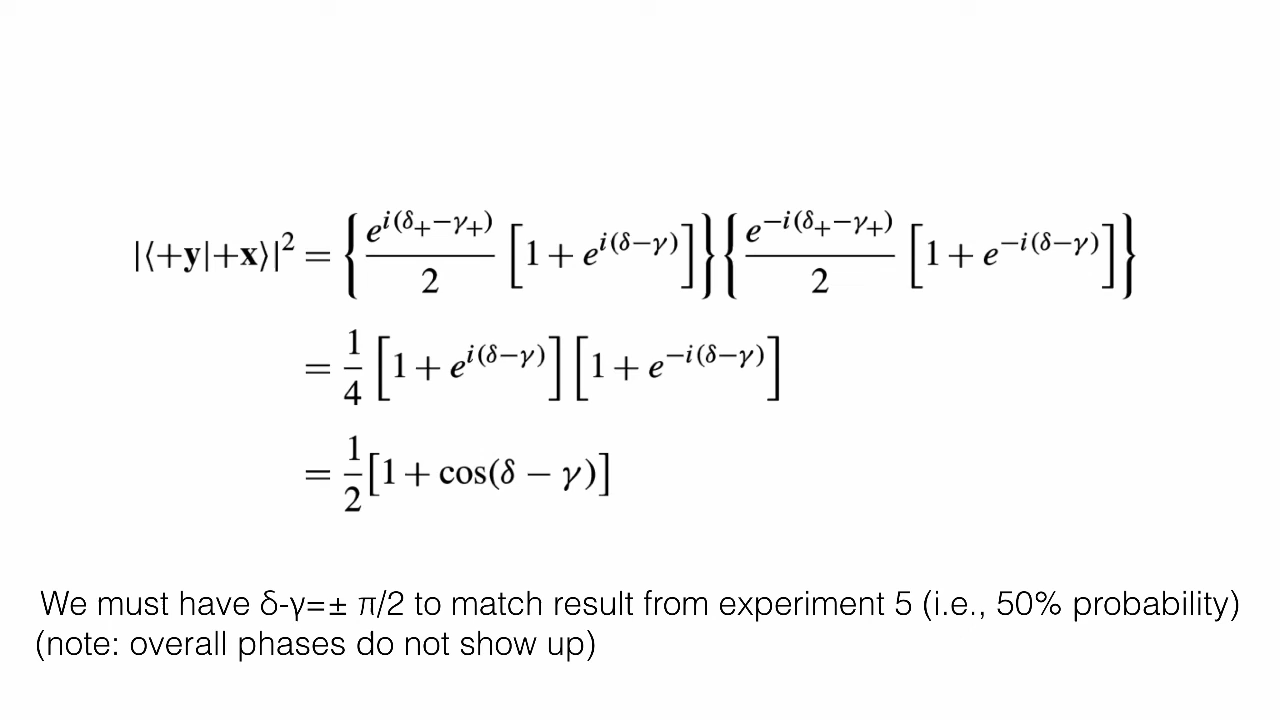 |⟨+y|+x⟩|² = { e^{i(δ₊−γ₊)}/2 [1 + e^{i(δ−γ)}] } { e^{−i(δ₊−γ₊)}/2 [1 + e^{−i(δ−γ)}] }
= 1/4 [1 + e^{i(δ−γ)}] [1 + e^{−i(δ−γ)}]
= 1/2 [1 + cos(δ − γ)]
We must have δ-γ=± π/2 to match result from experiment 5 (i.e., 50% probability)
(note: overall phases do not show up)